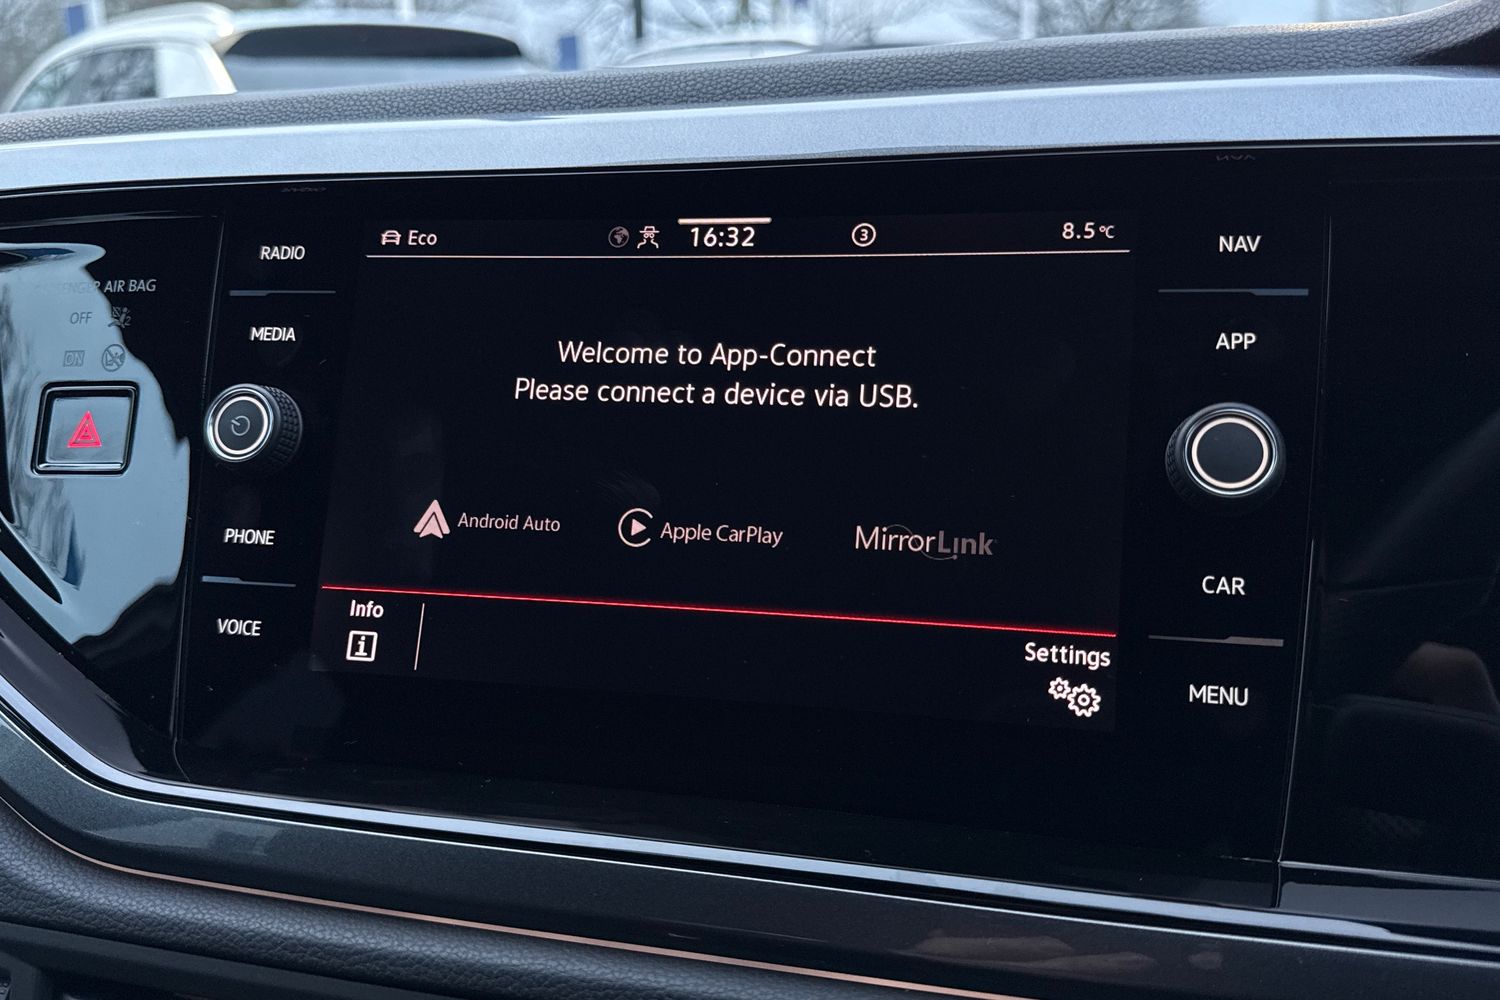 RADIO
MEDIA
PHONE
VOICE
AIR BAG
OFF
ON
Eco
16:32
3
8.5°C
Welcome to App-Connect
Please connect a device via USB.
Android Auto
Apple CarPlay
MirrorLink
Info
i
Settings
NAV
APP
CAR
MENU